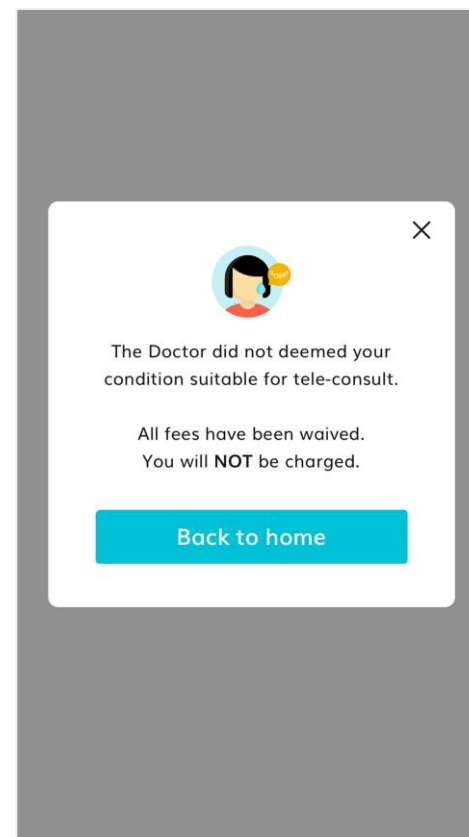 SORRY
The Doctor did not deemed your
condition suitable for tele-consult.
All fees have been waived.
You will NOT be charged.
Back to home